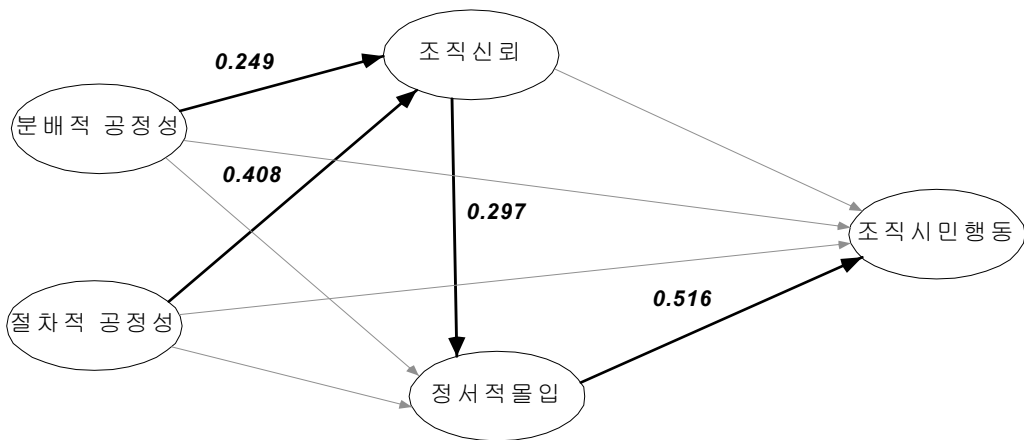 조직신뢰
0.249
분배적 공정성
0.408
0.297
조직시민행동
0.516
절차적 공정성
정서적몰입